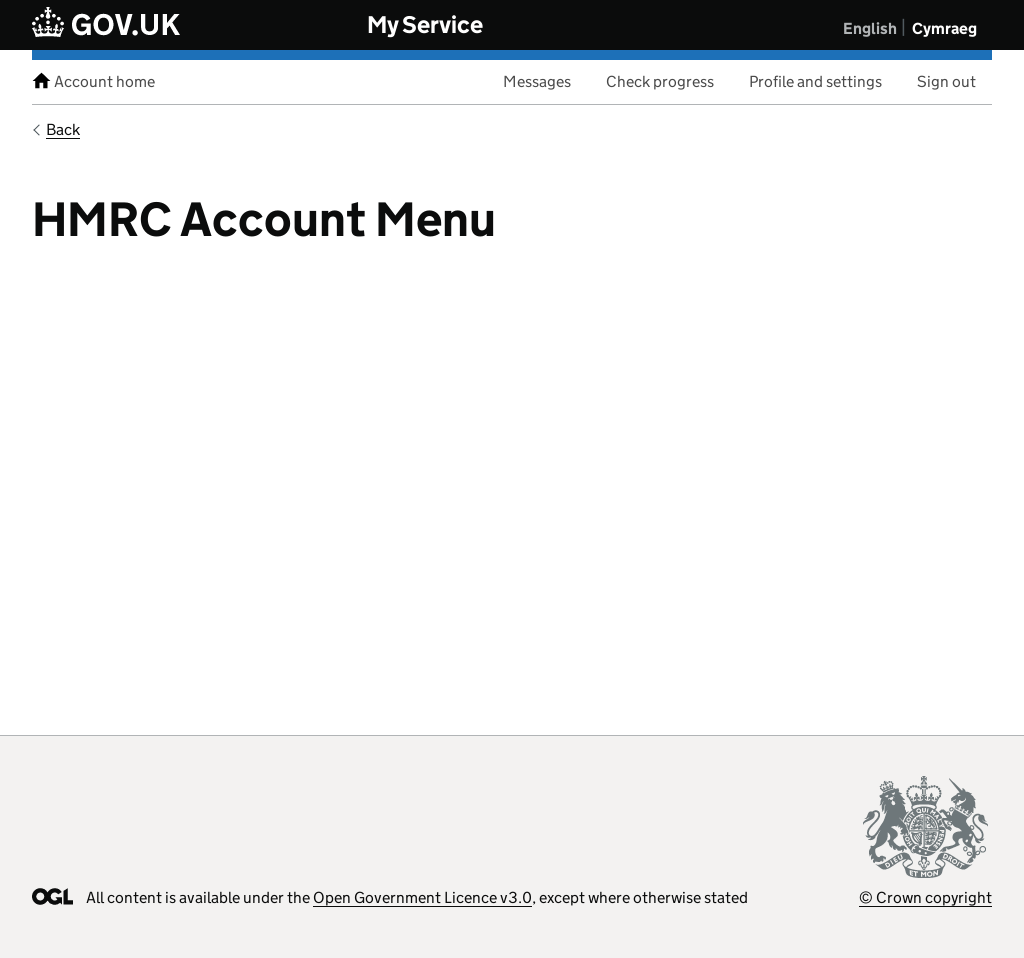 GOV.UK My Service English Cymraeg
Account home Messages Check progress Profile and settings Sign out
Back
HMRC Account Menu
DIEU ET MON DROIT
OGL All content is available under the Open Government Licence v3.0, except where otherwise stated © Crown copyright